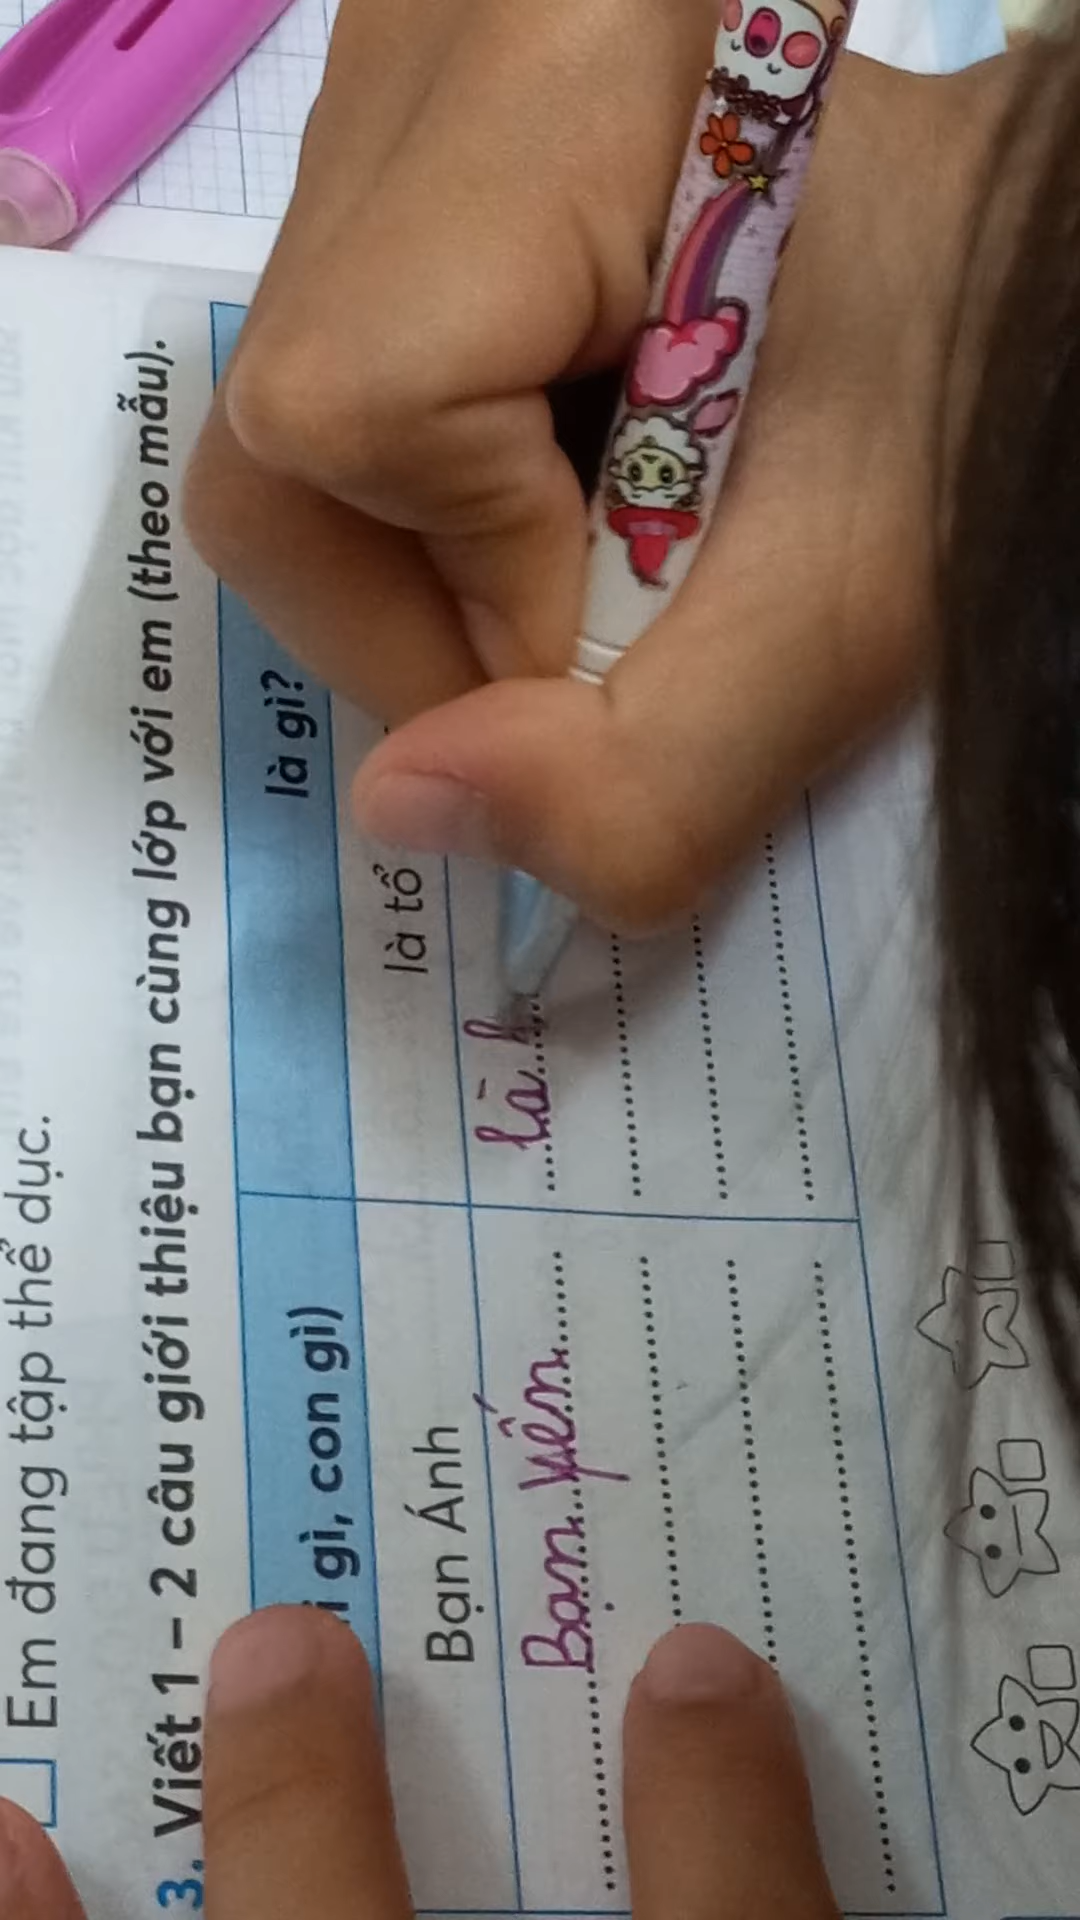 Em đang tập thể dục.
3. Viết 1 – 2 câu giới thiệu bạn cùng lớp với em (theo mẫu).
gì, con gì)
là gì?
Bạn Ánh
là tổ
Bạn Yến
là